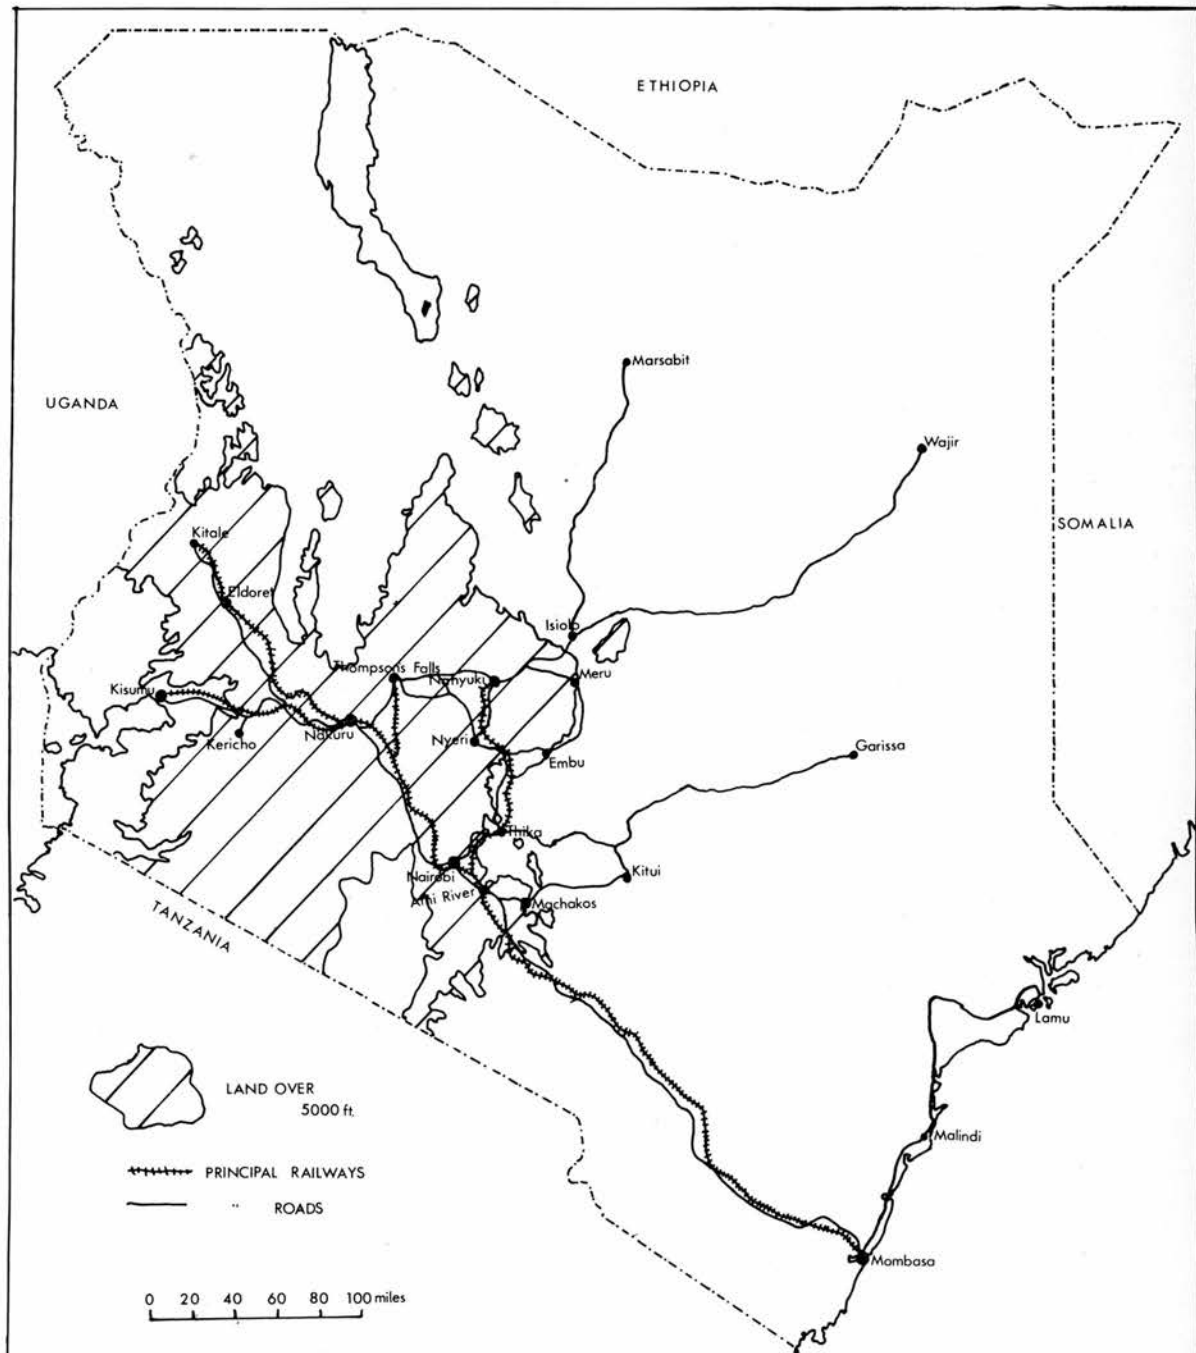 ETHIOPIA
Marsabit
UGANDA
Wajir
SOMALIA
Kitale
Eldoret
Isiolo
Thompsons Falls
Nanyuki
Meru
Kisumu
Kericho
Nakuru
Nyeri
Embu
Garissa
Thika
Nairobi
Kitui
Athi River
Machakos
TANZANIA
Lamu
LAND OVER
5000 ft.
Malindi
PRINCIPAL RAILWAYS
" ROADS
Mombasa
0 20 40 60 80 100 miles